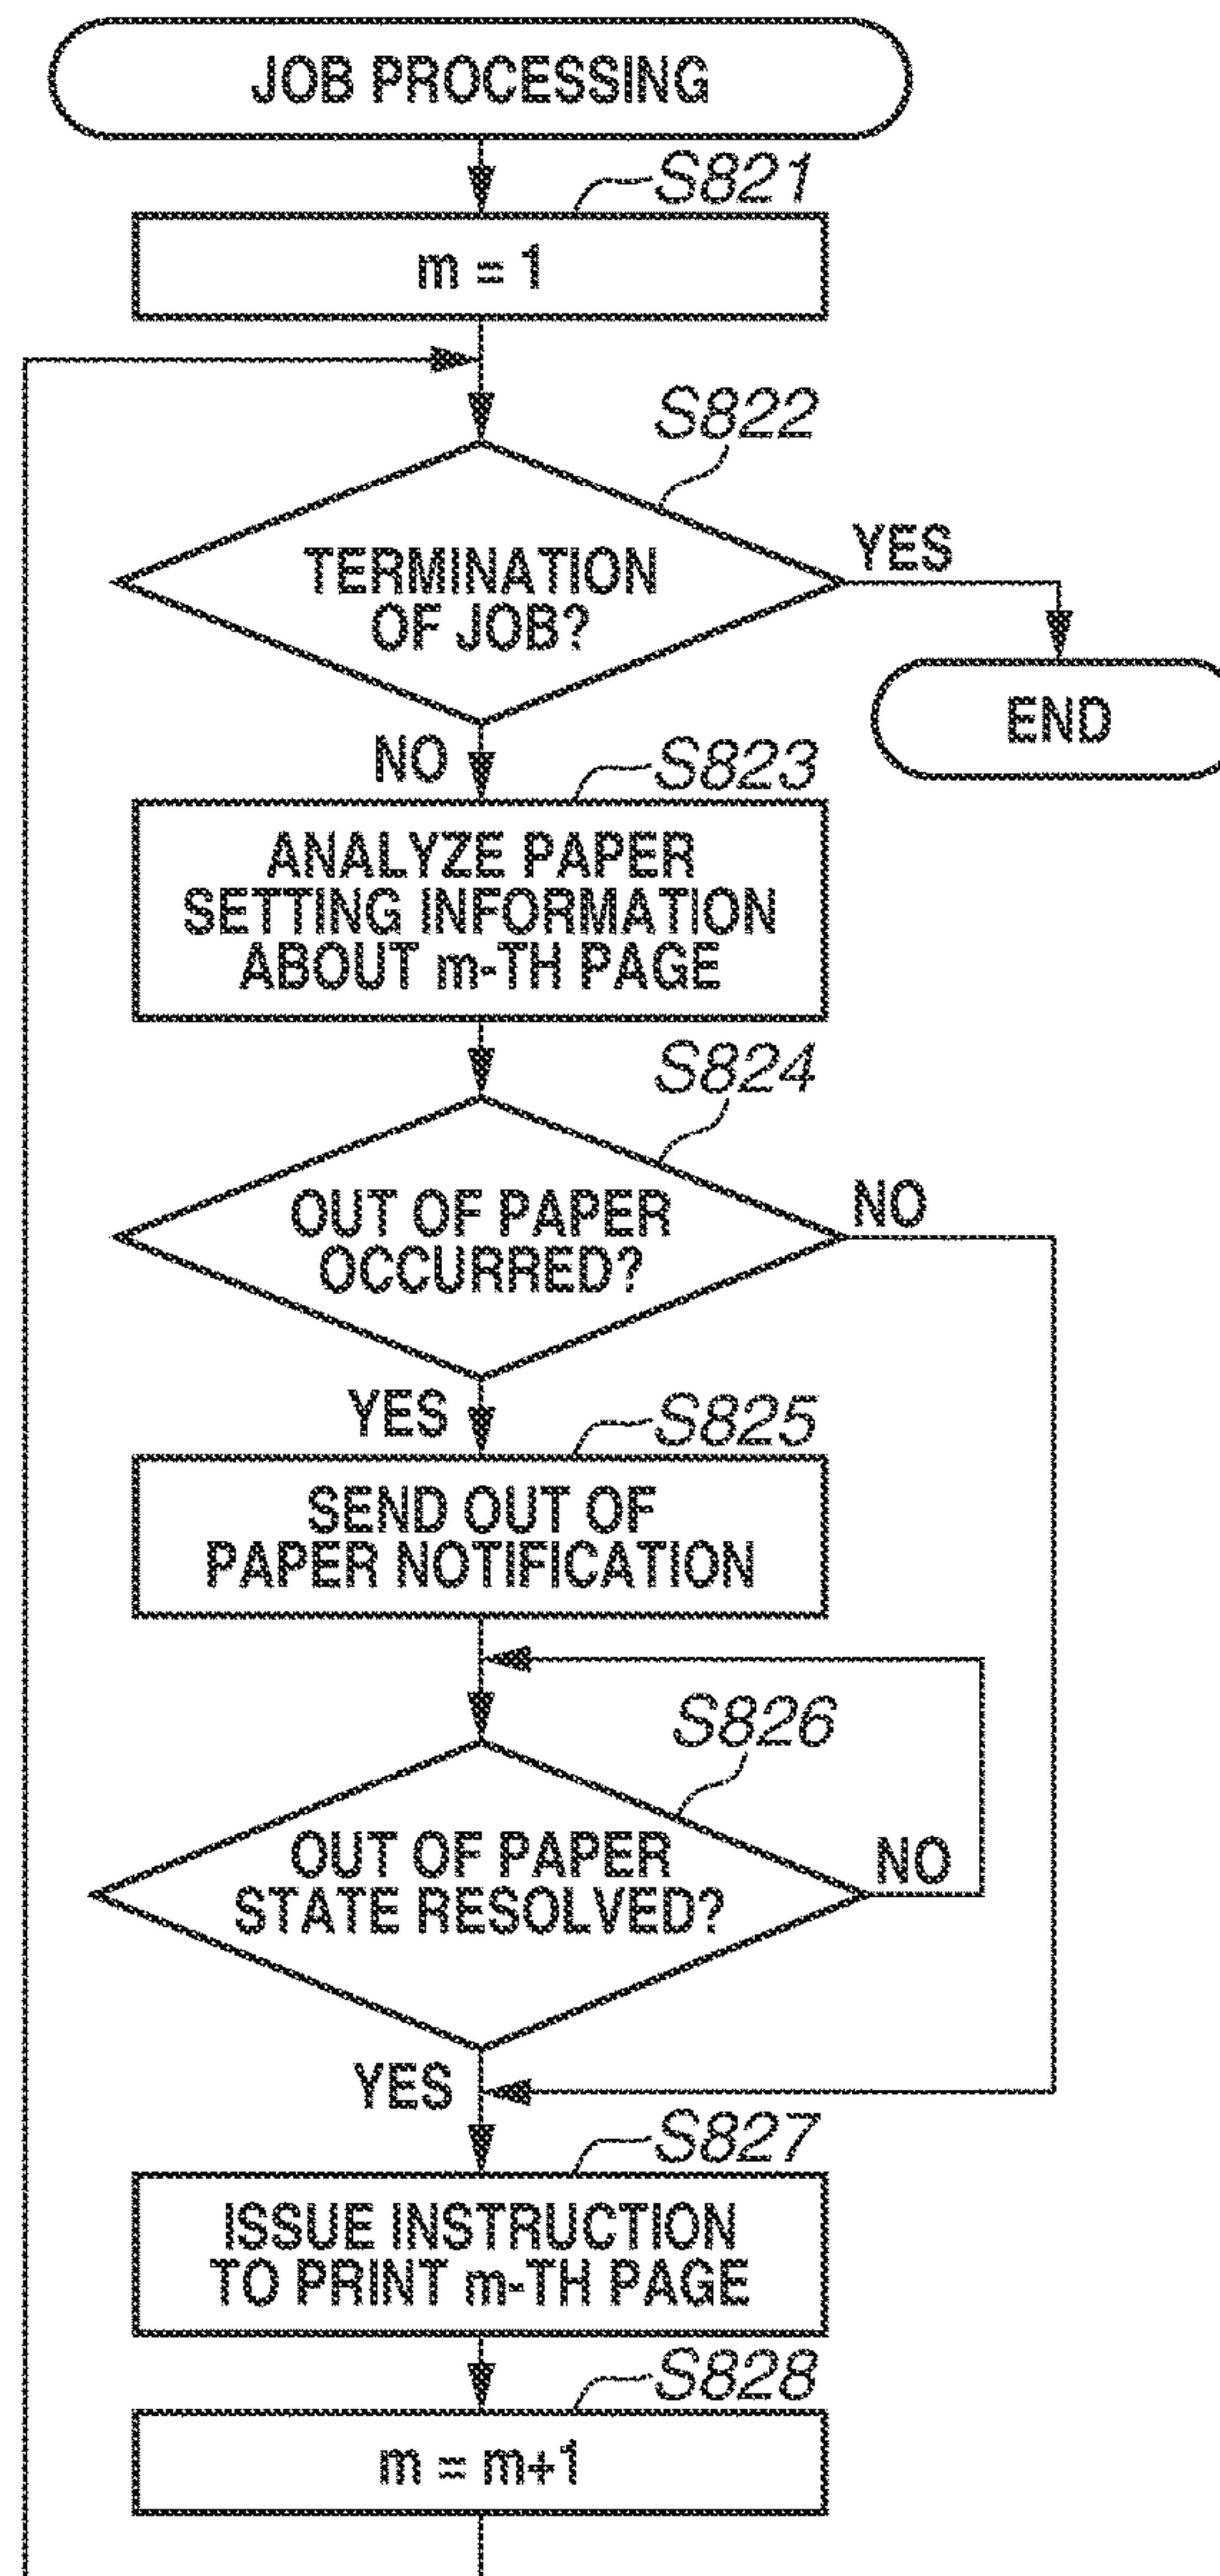 JOB PROCESSING
S821
m = 1
S822
TERMINATION
OF JOB?
YES
END
NO
S823
ANALYZE PAPER
SETTING INFORMATION
ABOUT m-TH PAGE
S824
OUT OF PAPER
OCCURRED?
NO
YES
S825
SEND OUT OF
PAPER NOTIFICATION
S826
OUT OF PAPER
STATE RESOLVED?
NO
YES
S827
ISSUE INSTRUCTION
TO PRINT m-TH PAGE
S828
m = m+1